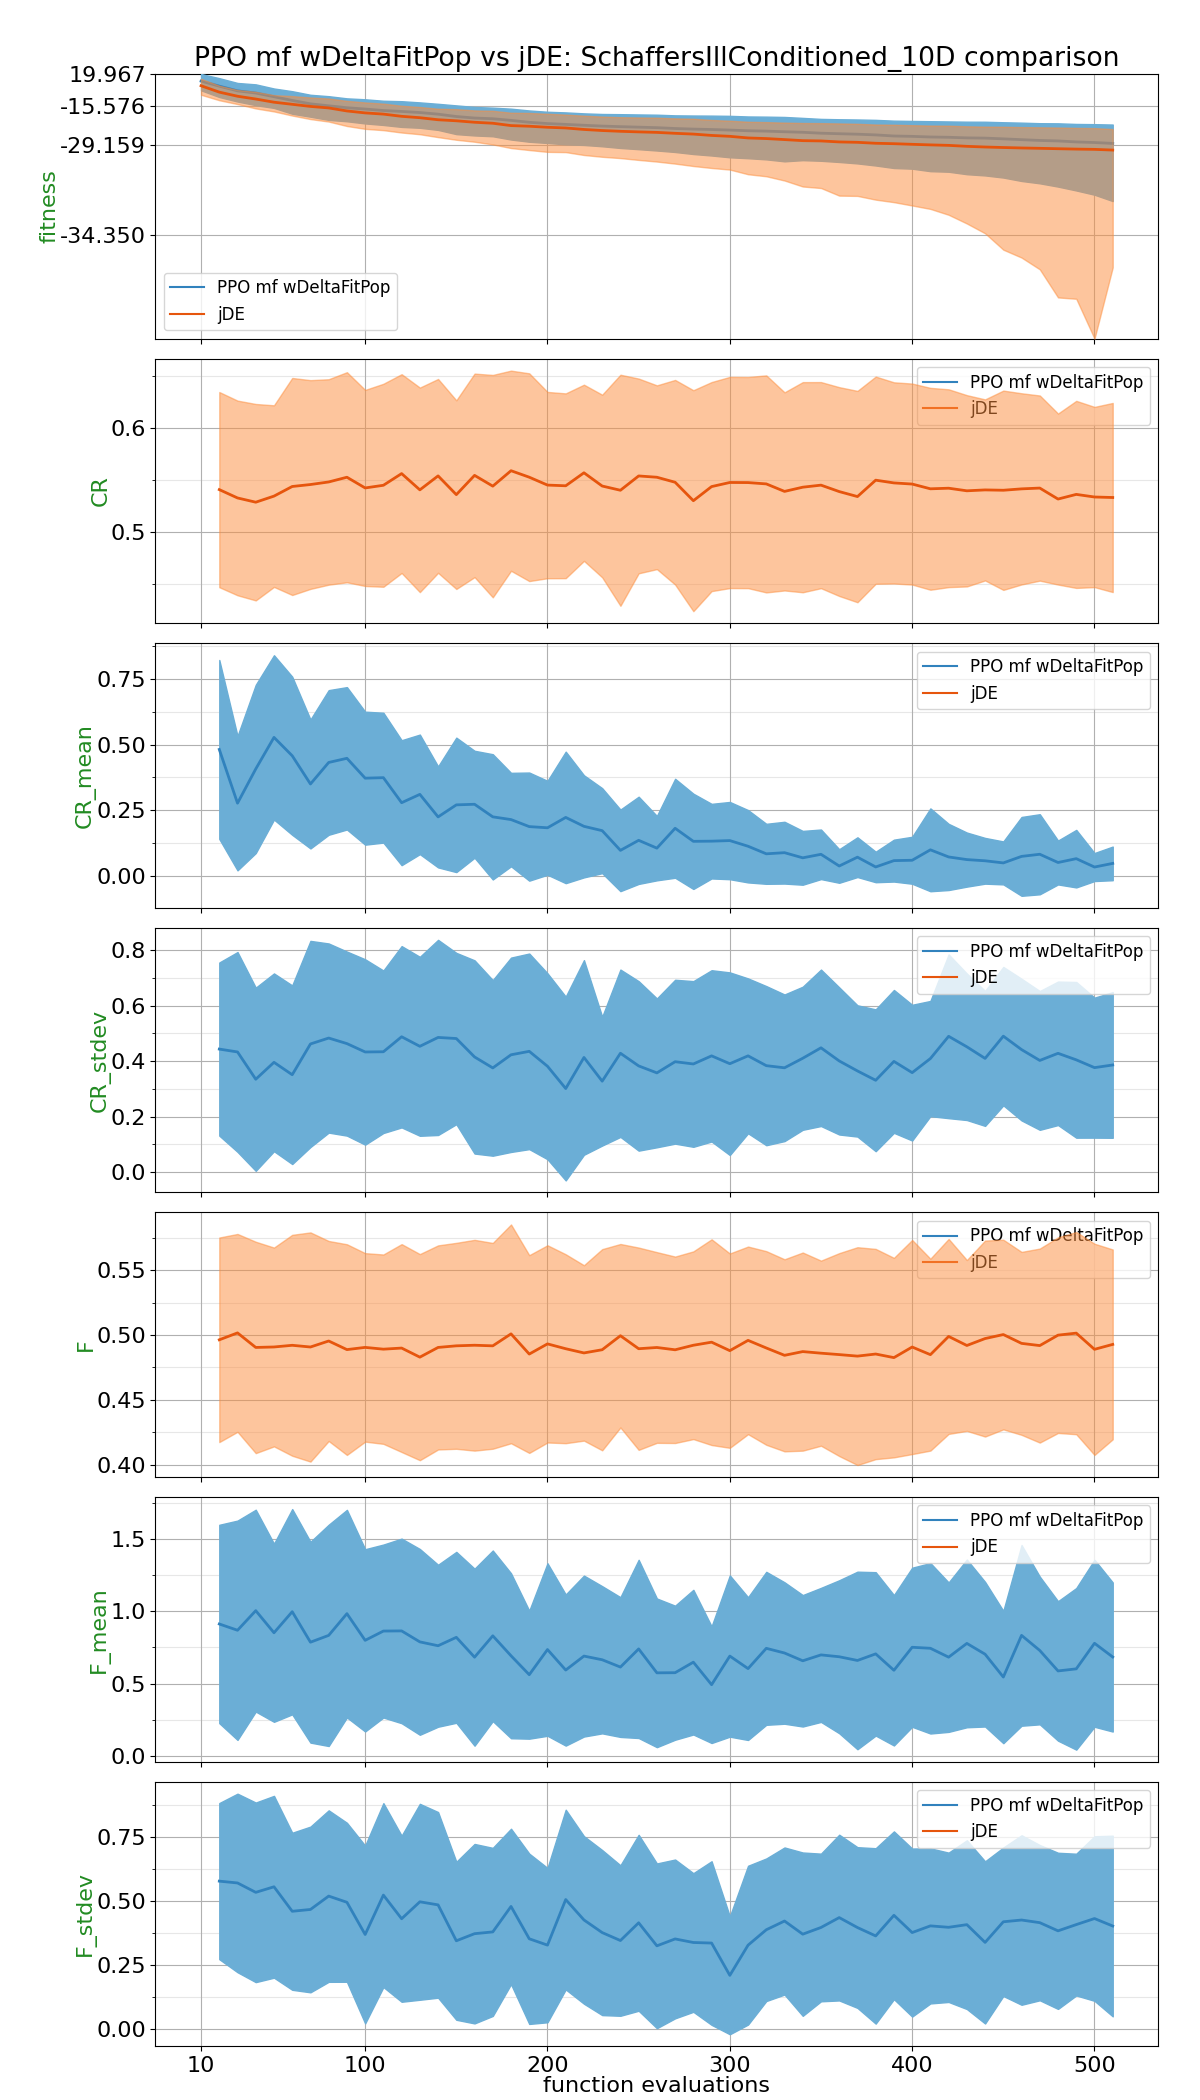 PPO mf wDeltaFitPop vs jDE: SchaffersIllConditioned_10D comparison
19.967
-15.576
-29.159
-34.350
fitness
PPO mf wDeltaFitPop
jDE
0.6
0.5
CR
PPO mf wDeltaFitPop
jDE
0.75
0.50
0.25
0.00
CR_mean
PPO mf wDeltaFitPop
jDE
0.8
0.6
0.4
0.2
0.0
CR_stdev
PPO mf wDeltaFitPop
jDE
0.55
0.50
0.45
0.40
F
PPO mf wDeltaFitPop
jDE
1.5
1.0
0.5
0.0
F_mean
PPO mf wDeltaFitPop
jDE
0.75
0.50
0.25
0.00
F_stdev
PPO mf wDeltaFitPop
jDE
10 100 200 300 400 500
function evaluations